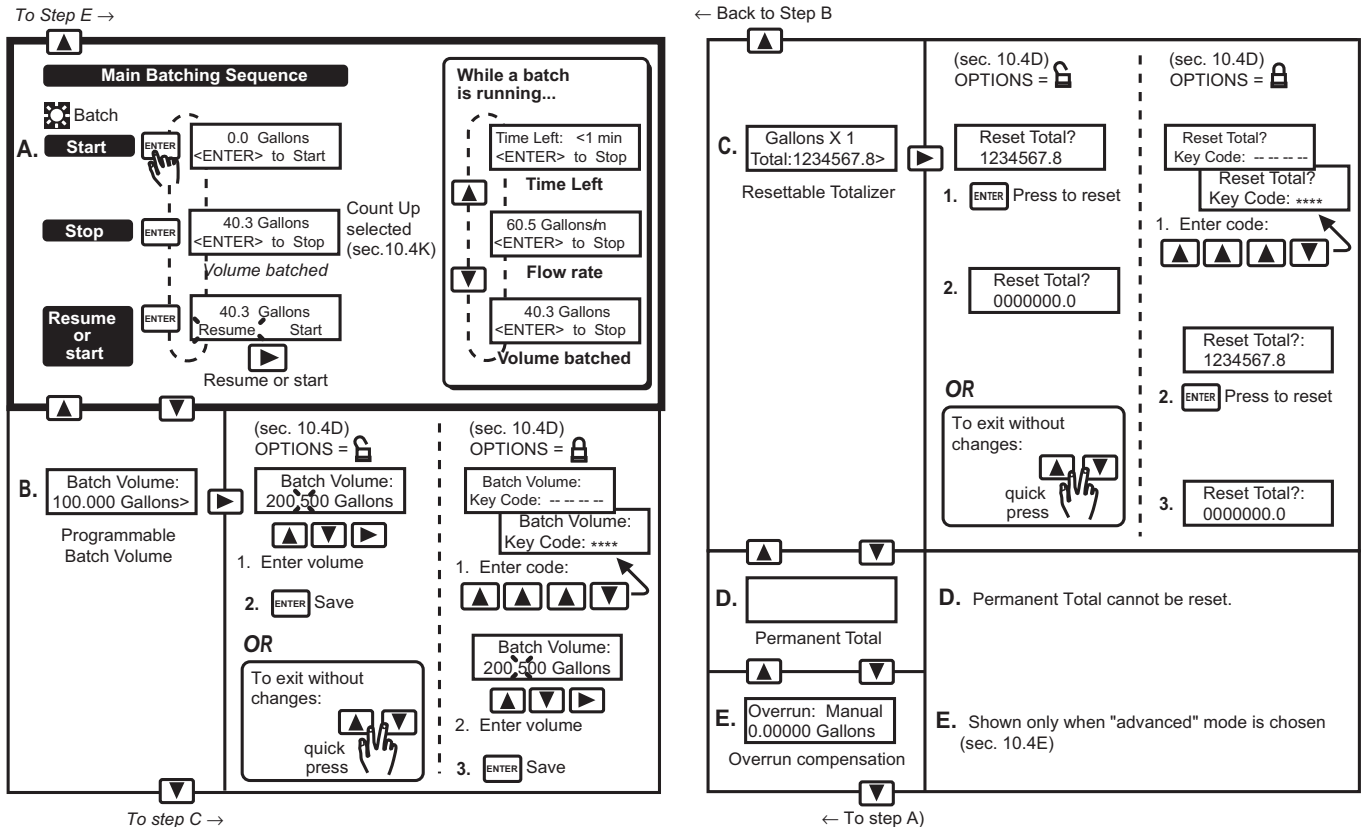 To Step E →
Main Batching Sequence
Batch
A. Start
ENTER
0.0 Gallons
<ENTER> to Start
Stop
ENTER
40.3 Gallons
<ENTER> to Stop
Volume batched
Count Up
selected
(sec.10.4K)
Resume
or
start
ENTER
40.3 Gallons
Resume Start
Resume or start
While a batch
is running...
Time Left: <1 min
<ENTER> to Stop
Time Left
60.5 Gallons/m
<ENTER> to Stop
Flow rate
40.3 Gallons
<ENTER> to Stop
Volume batched
B.
Batch Volume:
100.000 Gallons>
Programmable
Batch Volume
(sec. 10.4D)
OPTIONS =
Batch Volume:
200.500 Gallons
1. Enter volume
2. ENTER Save
OR
To exit without
changes:
quick
press
(sec. 10.4D)
OPTIONS =
Batch Volume:
Key Code: -- -- -- --
Batch Volume:
Key Code: ****
1. Enter code:
Batch Volume:
200.500 Gallons
2. Enter volume
3. ENTER Save
To step C →
← Back to Step B
C.
Gallons X 1
Total:1234567.8>
Resettable Totalizer
(sec. 10.4D)
OPTIONS =
Reset Total?
1234567.8
1. ENTER Press to reset
2.
Reset Total?
0000000.0
OR
To exit without
changes:
quick
press
(sec. 10.4D)
OPTIONS =
Reset Total?
Key Code: -- -- -- --
Reset Total?
Key Code: ****
1. Enter code:
Reset Total?:
1234567.8
2. ENTER Press to reset
3.
Reset Total?:
0000000.0
D.
Permanent Total
D. Permanent Total cannot be reset.
E.
Overrun: Manual
0.00000 Gallons
Overrun compensation
E. Shown only when "advanced" mode is chosen
(sec. 10.4E)
← To step A)